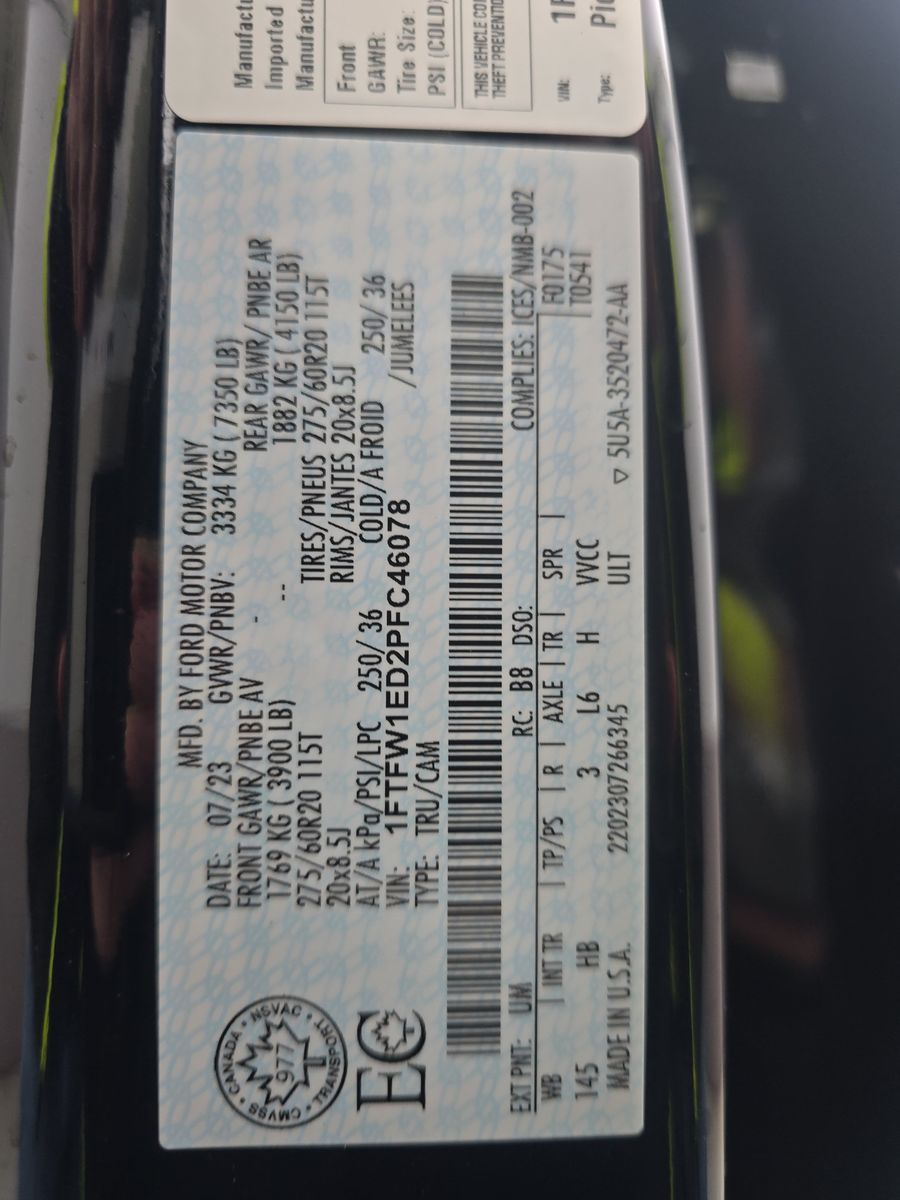 MFD. BY FORD MOTOR COMPANY
DATE: 07/23 GVWR/PNBV: 3334 KG ( 7350 LB)
FRONT GAWR/PNBE AV - REAR GAWR/ PNBE AR
1769 KG ( 3900 LB) -- 1882 KG ( 4150 LB)
275/60R20 115T TIRES/PNEUS 275/60R20 115T
20x8.5J RIMS/JANTES 20x8.5J
AT/A kPa/PSI/LPC 250/ 36 COLD/A FROID 250/ 36
VIN: 1FTFW1ED2PFC46078 /JUMELEES
TYPE: TRU/CAM
CANADA • NSVAC • TRANSPORT • CMVSS •
977
EC
EXT PNT: UM RC: B8 DSO: COMPLIES: ICES/NMB-002
WB | INT TR | TP/PS | R | AXLE | TR | SPR | F0175
145 HB 3 L6 H VVCC T0541
MADE IN U.S.A. 2202307266345 ULT ▽ 5U5A-3520472-AA
Manufactu
Imported
Manufactu
Front
GAWR:
Tire Size:
PSI (COLD)
THIS VEHICLE CO
THEFT PREVENTIO
VIN: 1F
Type: Pic